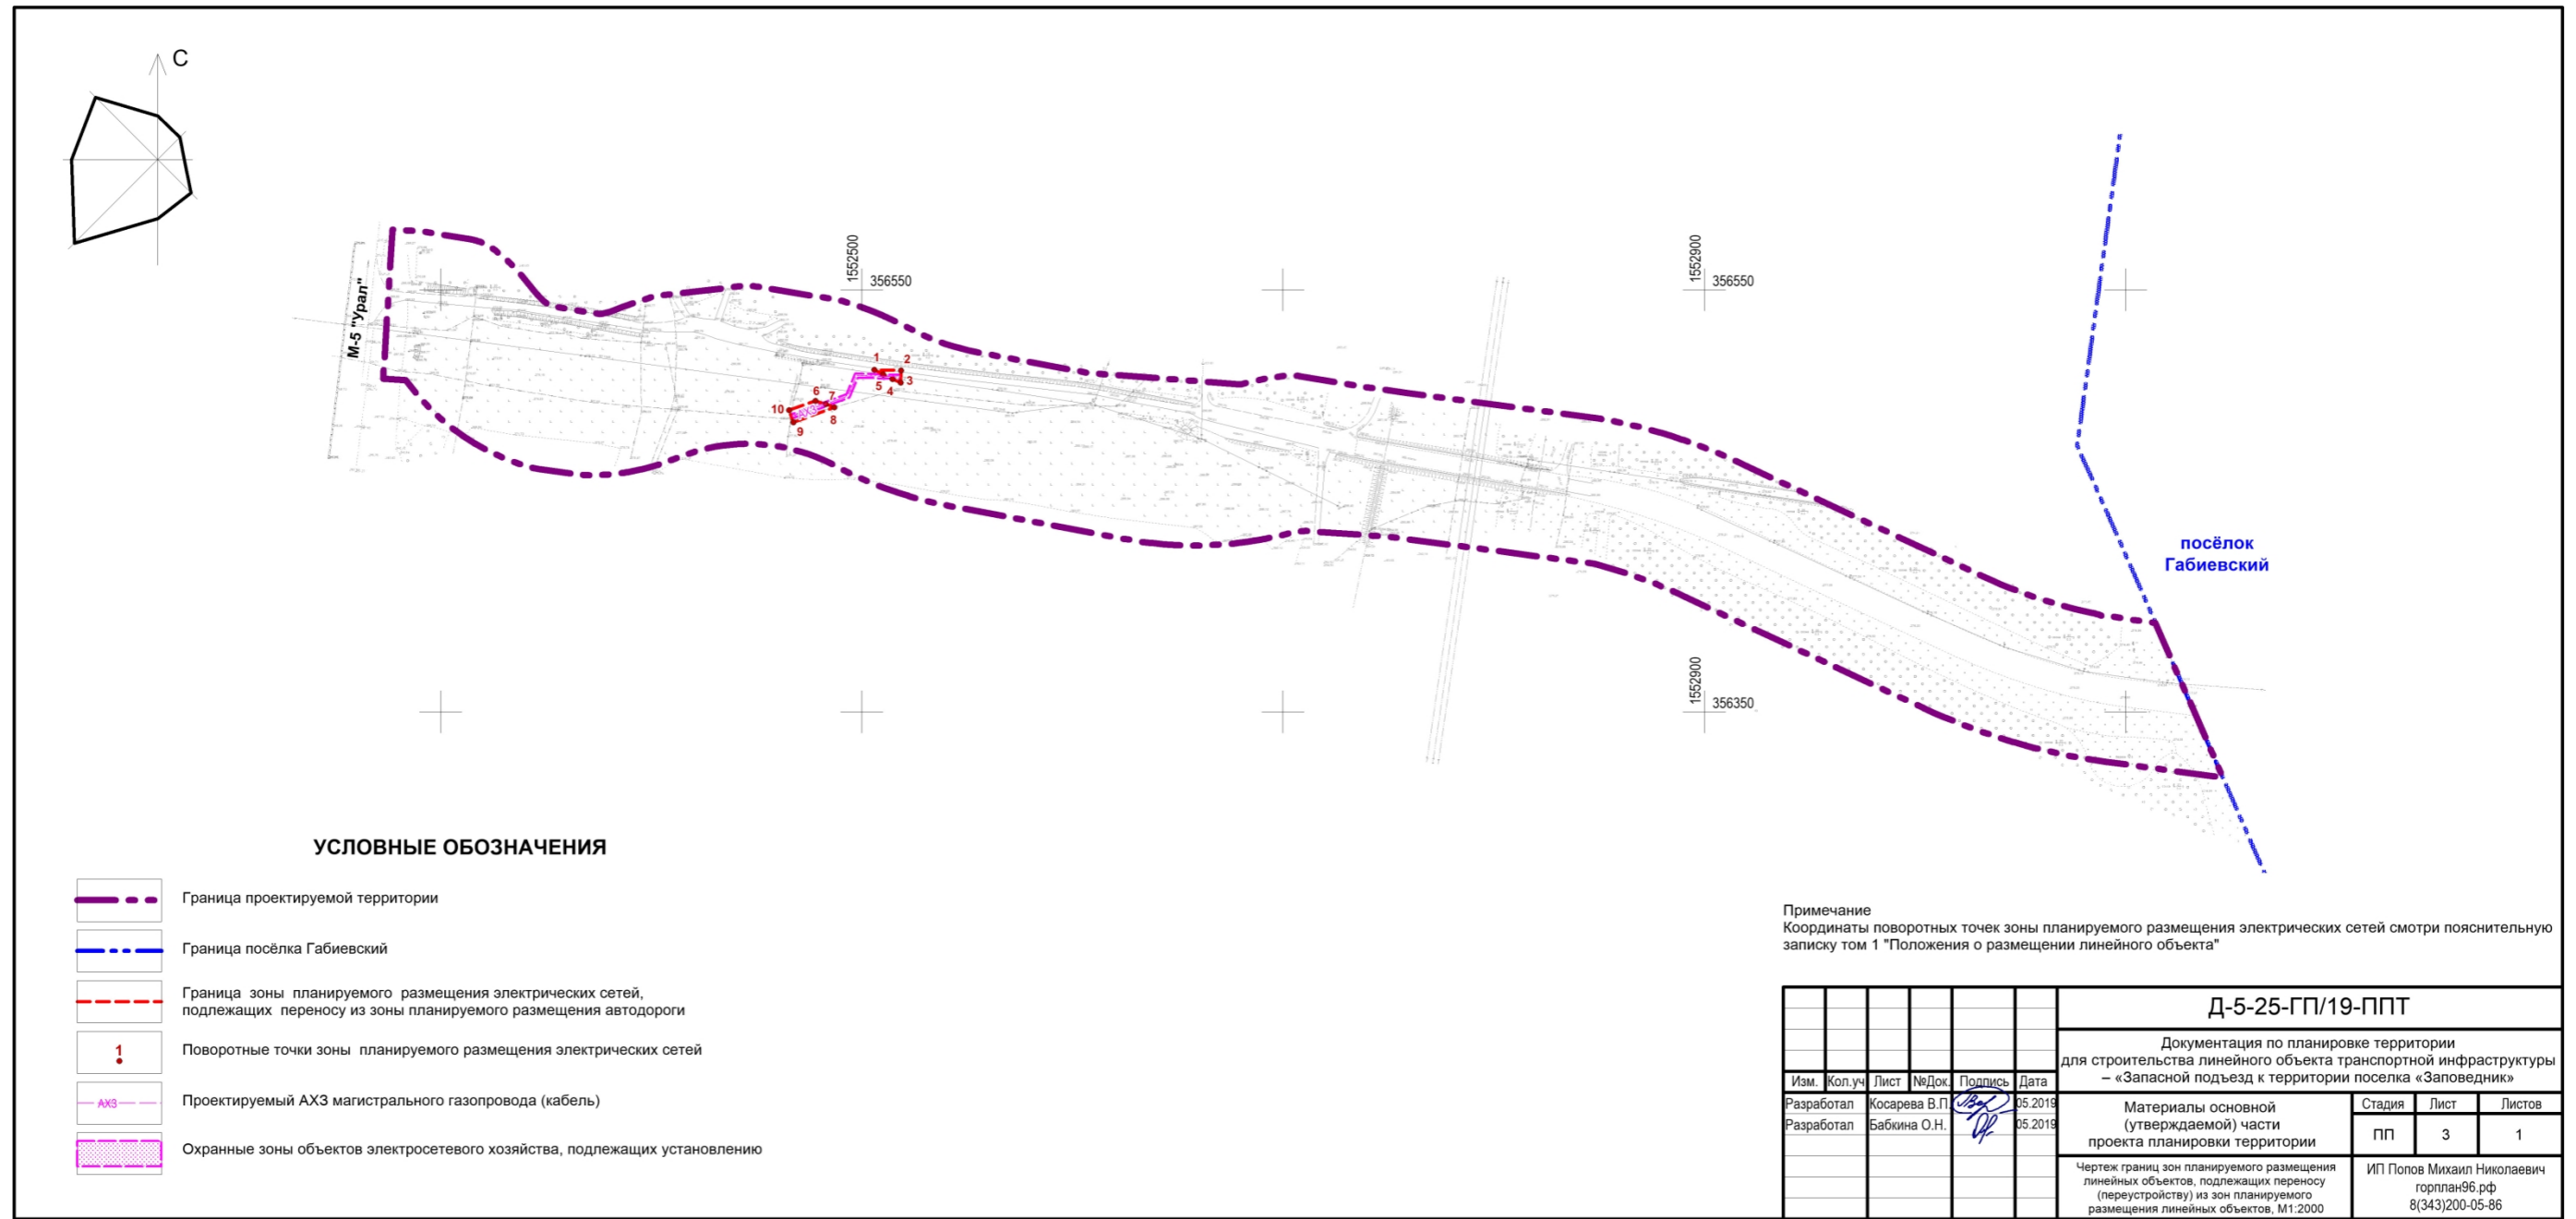 С
М-5 "Урал"
1552500
356550
1552900
356550
1
2
3
4
5
6
7
8
9
10
АХЗ
посёлок
Габиевский
1552900
356350
УСЛОВНЫЕ ОБОЗНАЧЕНИЯ
Граница проектируемой территории
Граница посёлка Габиевский
Граница зоны планируемого размещения электрических сетей,
подлежащих переносу из зоны планируемого размещения автодороги
1
Поворотные точки зоны планируемого размещения электрических сетей
АХЗ
Проектируемый АХЗ магистрального газопровода (кабель)
Охранные зоны объектов электросетевого хозяйства, подлежащих установлению
Примечание
Координаты поворотных точек зоны планируемого размещения электрических сетей смотри пояснительную
записку том 1 "Положения о размещении линейного объекта"
Д-5-25-ГП/19-ППТ
Документация по планировке территории
для строительства линейного объекта транспортной инфраструктуры
– «Запасной подъезд к территории поселка «Заповедник»
Изм. Кол.уч Лист №Док. Подпись Дата
Разработал Косарева В.П. 05.2019
Разработал Бабкина О.Н. 05.2019
Материалы основной
(утверждаемой) части
проекта планировки территории
Стадия Лист Листов
ПП 3 1
Чертеж границ зон планируемого размещения
линейных объектов, подлежащих переносу
(переустройству) из зон планируемого
размещения линейных объектов, М1:2000
ИП Попов Михаил Николаевич
горплан96.рф
8(343)200-05-86